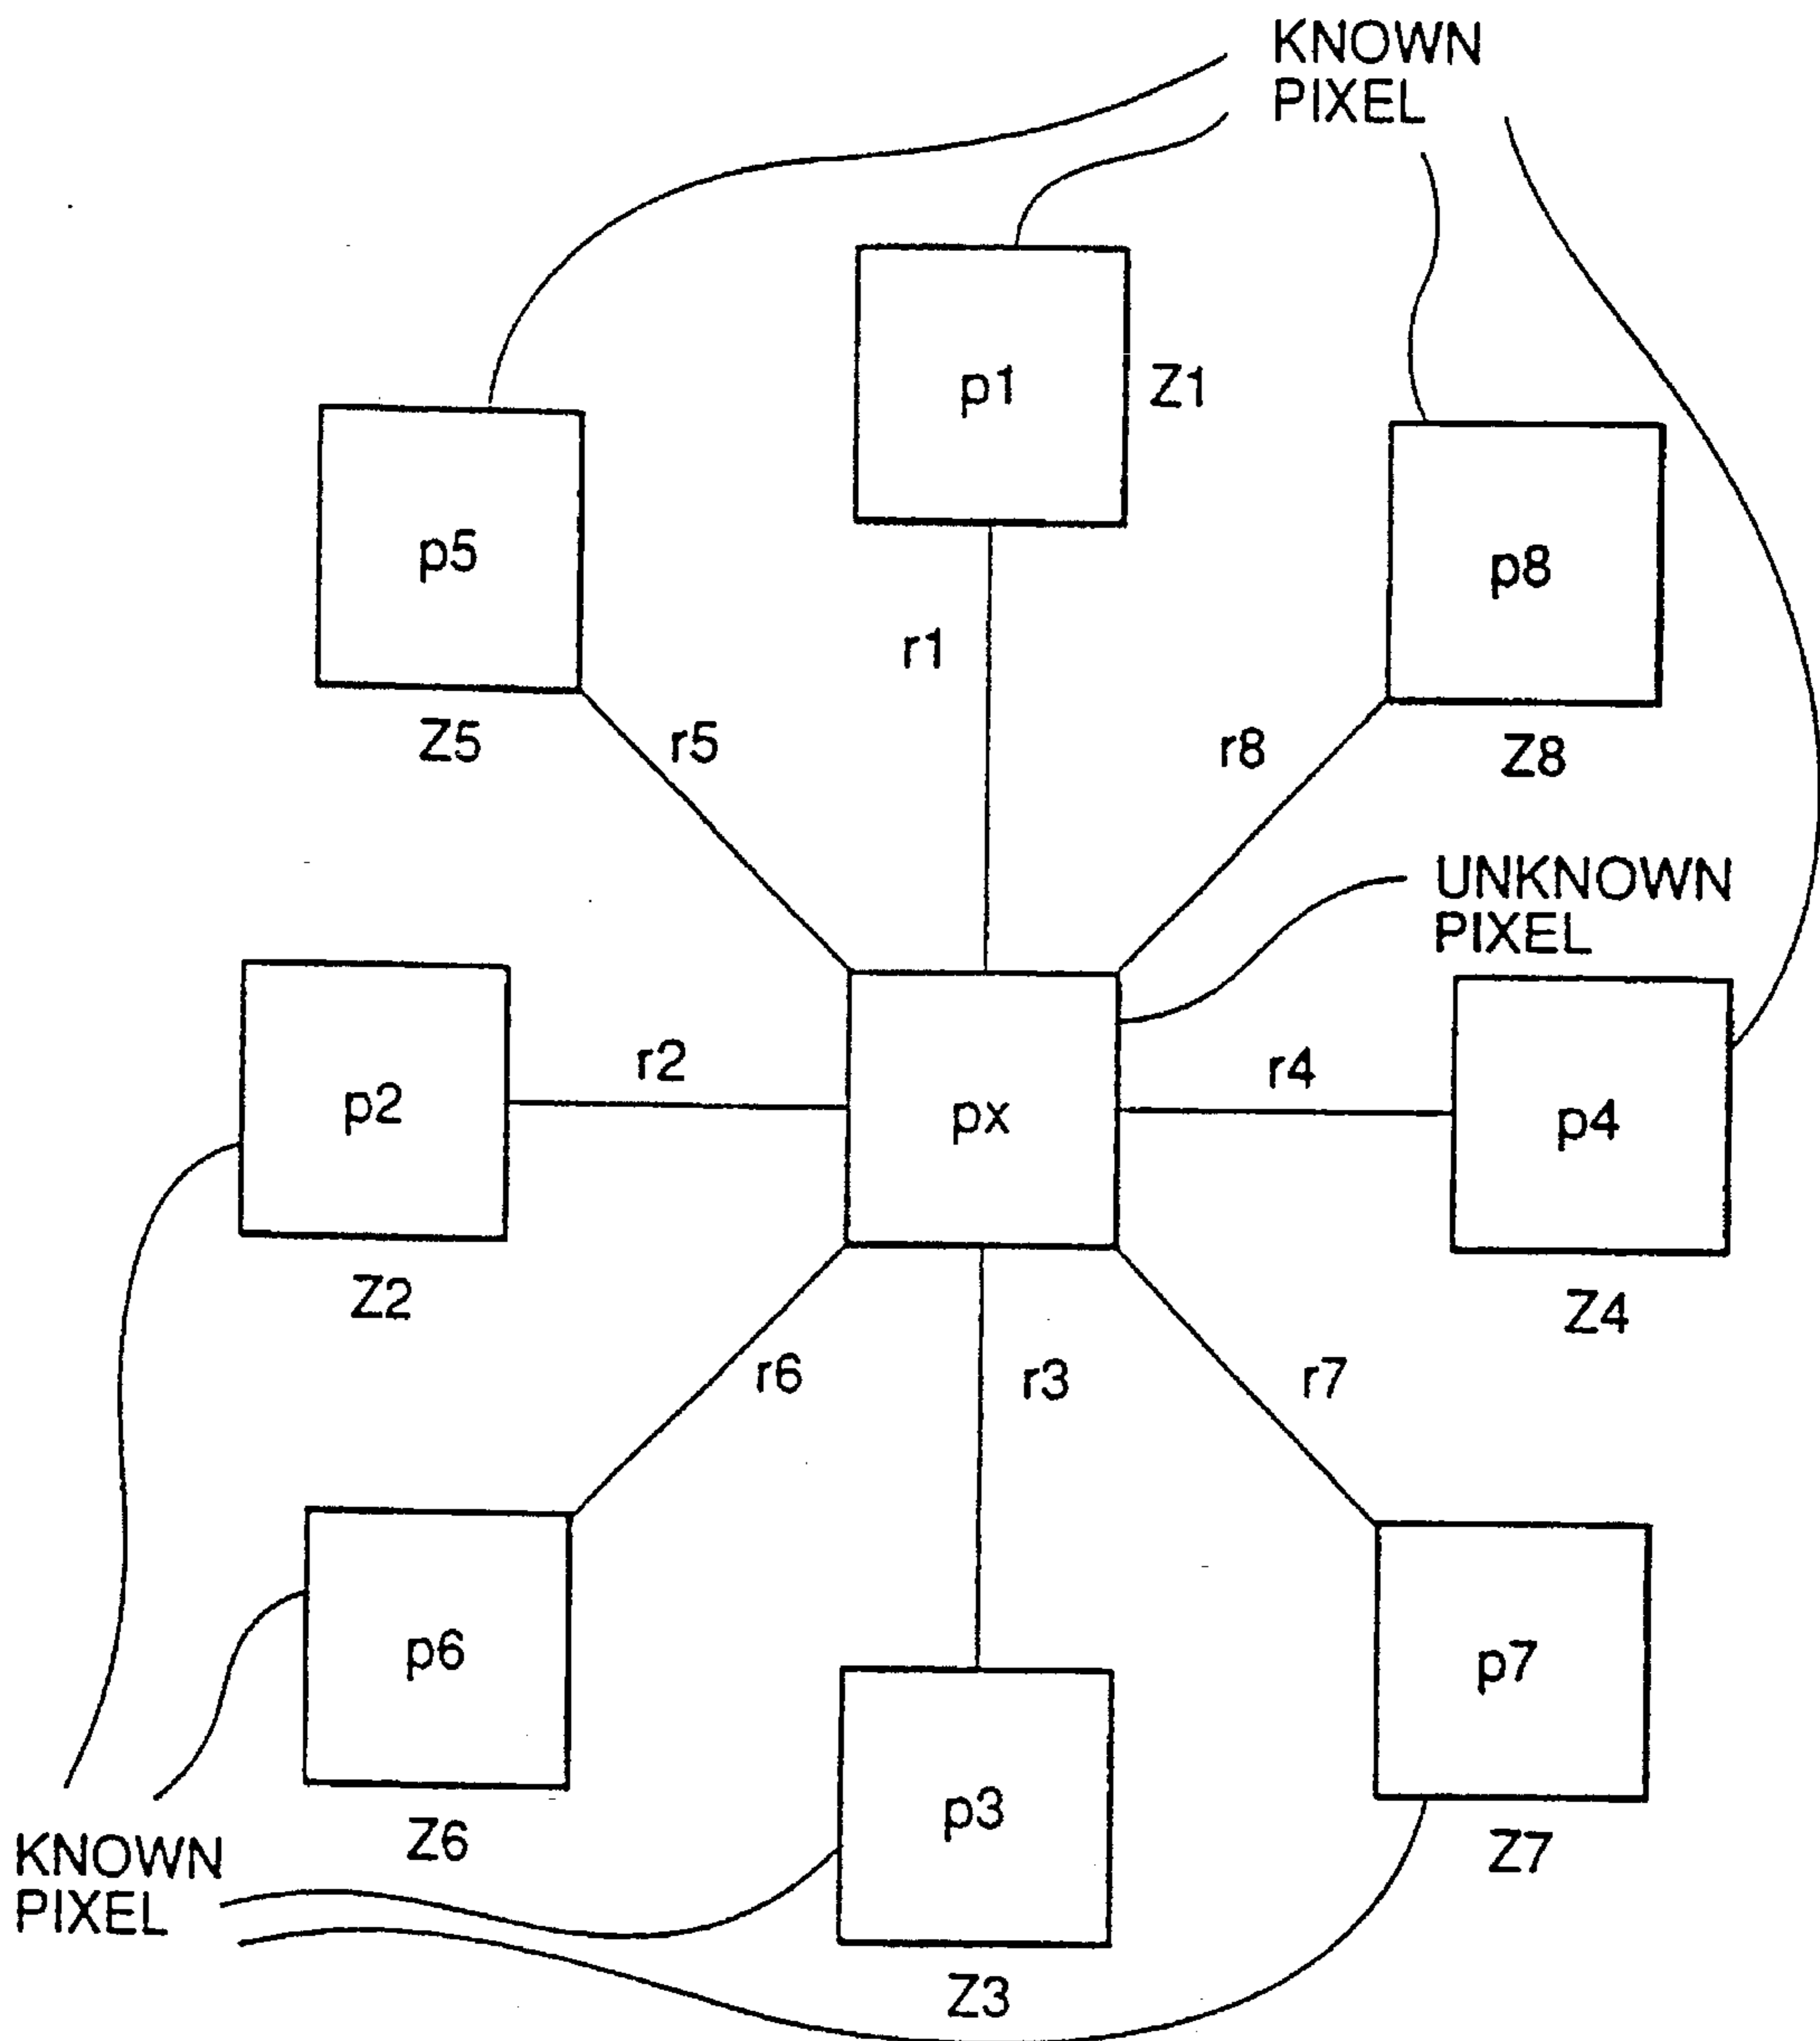 KNOWN
PIXEL
p1
Z1
p5
p8
r1
Z5
r5
r8
Z8
UNKNOWN
PIXEL
p2
r2
px
r4
p4
Z2
Z4
r6
r3
r7
p6
p7
p3
Z6
Z7
KNOWN
PIXEL
Z3